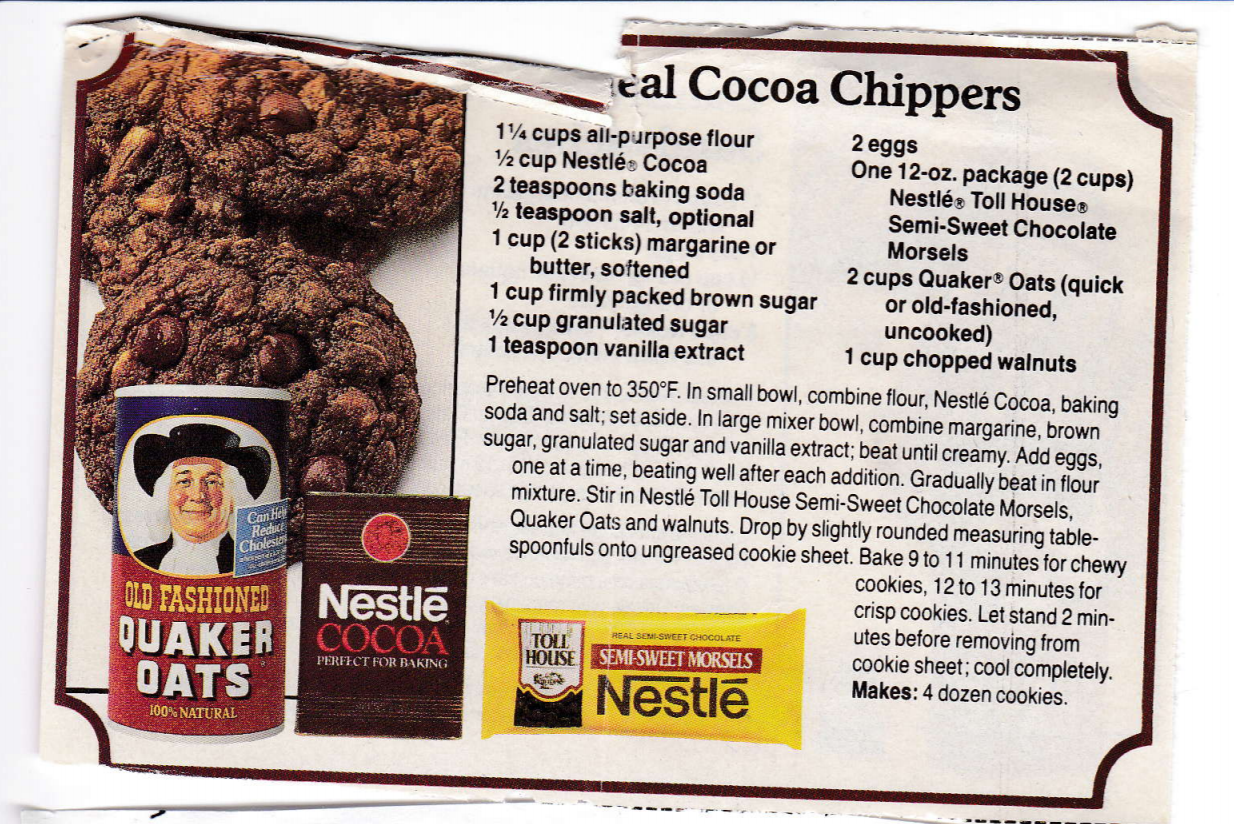 eal Cocoa Chippers
1¼ cups all-purpose flour
½ cup Nestlé® Cocoa
2 teaspoons baking soda
½ teaspoon salt, optional
1 cup (2 sticks) margarine or
butter, softened
1 cup firmly packed brown sugar
½ cup granulated sugar
1 teaspoon vanilla extract
2 eggs
One 12-oz. package (2 cups)
Nestlé® Toll House®
Semi-Sweet Chocolate
Morsels
2 cups Quaker® Oats (quick
or old-fashioned,
uncooked)
1 cup chopped walnuts
Preheat oven to 350°F. In small bowl, combine flour, Nestlé Cocoa, baking
soda and salt; set aside. In large mixer bowl, combine margarine, brown
sugar, granulated sugar and vanilla extract; beat until creamy. Add eggs,
one at a time, beating well after each addition. Gradually beat in flour
mixture. Stir in Nestlé Toll House Semi-Sweet Chocolate Morsels,
Quaker Oats and walnuts. Drop by slightly rounded measuring table-
spoonfuls onto ungreased cookie sheet. Bake 9 to 11 minutes for chewy
cookies, 12 to 13 minutes for
crisp cookies. Let stand 2 min-
utes before removing from
cookie sheet; cool completely.
Makes: 4 dozen cookies.
Can Help
Reduce
Cholesterol
OLD FASHIONED
QUAKER
OATS
100% NATURAL
Nestlé
COCOA
PERFECT FOR BAKING
TOLL
HOUSE
REAL SEMI-SWEET CHOCOLATE
SEMI-SWEET MORSELS
Nestlé